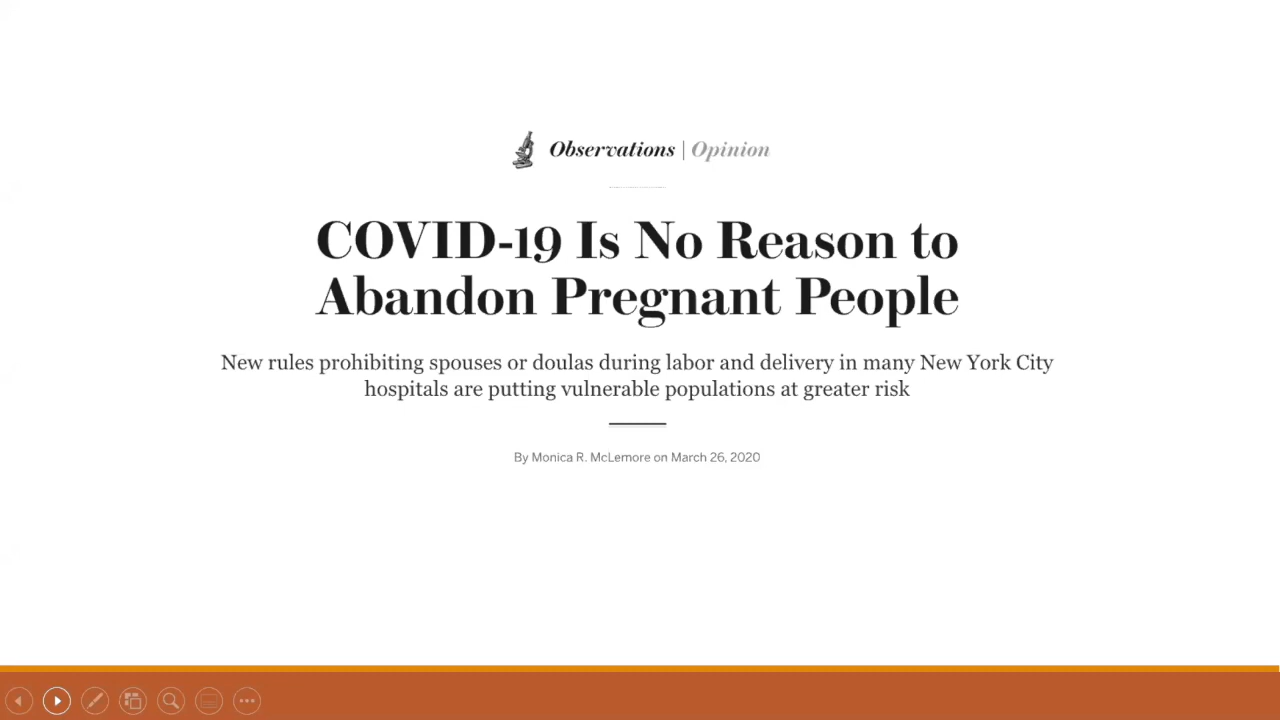 Observations | Opinion
COVID-19 Is No Reason to
Abandon Pregnant People
New rules prohibiting spouses or doulas during labor and delivery in many New York City
hospitals are putting vulnerable populations at greater risk
By Monica R. McLemore on March 26, 2020